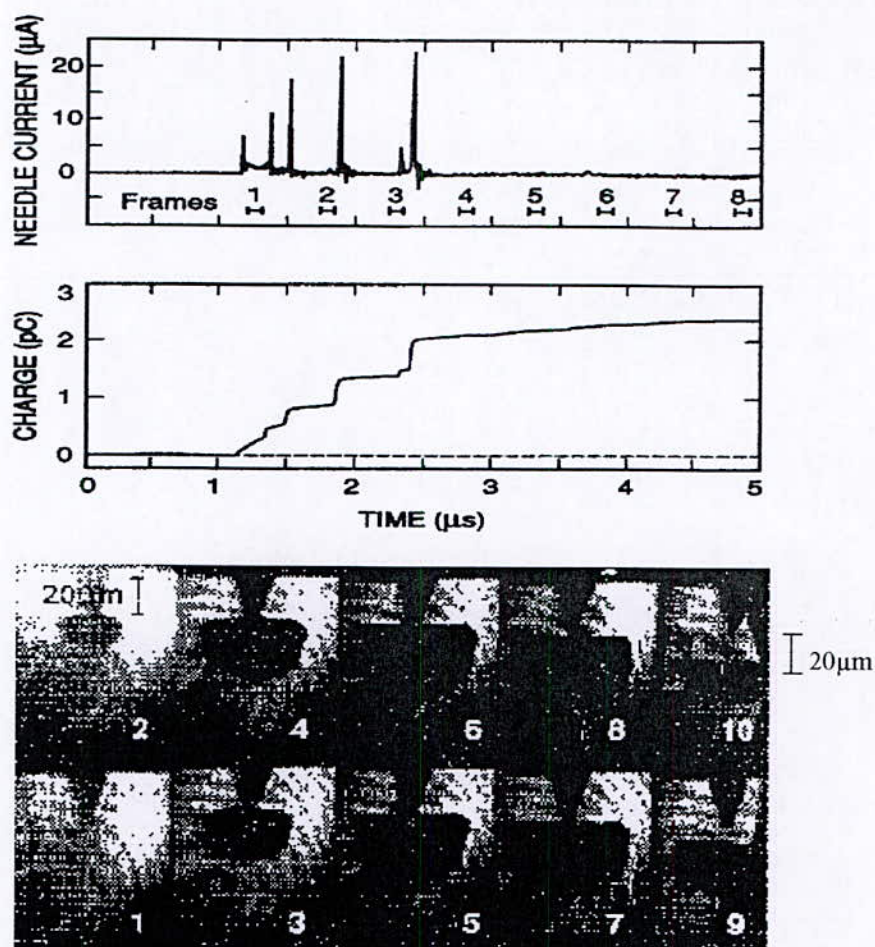 NEEDLE CURRENT (μA)
20
10
0
Frames
1 2 3 4 5 6 7 8
CHARGE (pC)
3
2
1
0
0 1 2 3 4 5
TIME (μs)
20μm
20μm
2 4 6 8 10
1 3 5 7 9